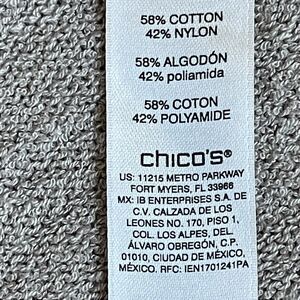 58% COTTON
42% NYLON
58% ALGODÓN
42% poliamida
58% COTON
42% POLYAMIDE
chico's®
US: 11215 METRO PARKWAY
FORT MYERS, FL 33966
MX: IB ENTERPRISES S.A. DE
C.V. CALZADA DE LOS
LEONES NO. 170, PISO 1,
COL. LOS ALPES, DEL.
ÁLVARO OBREGÓN, C.P.
01010, CIUDAD DE MÉXICO,
MÉXICO. RFC: IEN1701241PA